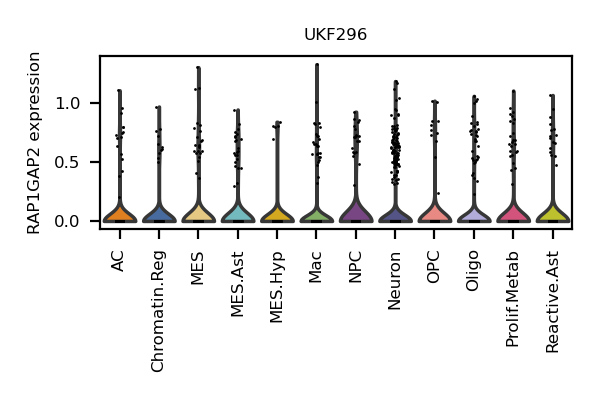 UKF296
RAP1GAP2 expression
1.0
0.5
0.0
AC
Chromatin.Reg
MES
MES.Ast
MES.Hyp
Mac
NPC
Neuron
OPC
Oligo
Prolif.Metab
Reactive.Ast